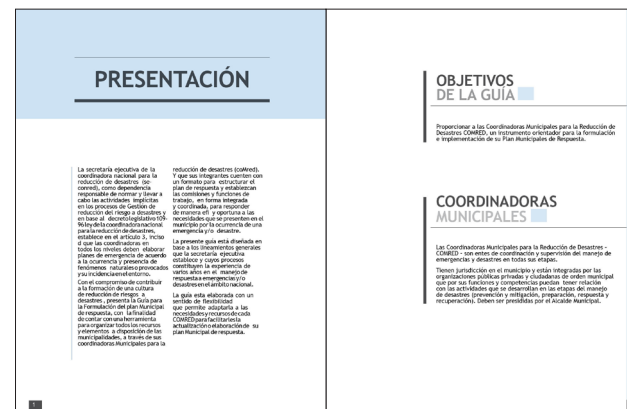 PRESENTACIÓN
La secretaría ejecutiva de la
coordinadora nacional para la
reducción de desastres (se-
conred), como dependencia
responsable de normar y llevar a
cabo las actividades implícitas
en los procesos de Gestión de
reducción del riesgo a desastres y
en base al decreto legislativo 109-
96 ley de la coordinadora nacional
para la reducción de desastres,
establece en el artículo 3, inciso
d que las coordinadoras en
todos los niveles deben elaborar
planes de emergencia de acuerdo
a la ocurrencia y presencia de
fenómenos naturales o provocados
y su incidencia en el entorno.
Con el compromiso de contribuir
a la formación de una cultura
de reducción de riesgos a
desastres, presenta la Guía para
la Formulación del plan Municipal
de respuesta, con la finalidad
de contar con una herramienta
para organizar todos los recursos
y elementos a disposición de las
municipalidades, a través de sus
coordinadoras Municipales para la
reducción de desastres (coMred).
Y que sus integrantes cuenten con
un formato para estructurar el
plan de respuesta y establezcan
las comisiones y funciones de
trabajo, en forma integrada
y coordinada, para responder
de manera efi y oportuna a las
necesidades que se presenten en el
municipio por la ocurrencia de una
emergencia y/o desastre.
La presente guía está diseñada en
base a los lineamientos generales
que la secretaría ejecutiva
establece y cuyos procesos
constituyen la experiencia de
varios años en el manejo de
respuesta a emergencias y/o
desastres en el ámbito nacional.
La guía esta elaborada con un
sentido de flexibilidad
que permite adaptarla a las
necesidades y recursos de cada
COMRED para facilitarles la
actualización o elaboración de su
plan Municipal de respuesta.
1
OBJETIVOS
DE LA GUÍA
Proporcionar a las Coordinadoras Municipales para la Reducción de
Desastres COMRED, un instrumento orientador para la formulación
e implementación de su Plan Municipales de Respuesta.
COORDINADORAS
MUNICIPALES
Las Coordinadoras Municipales para la Reducción de Desastres -
COMRED - son entes de coordinación y supervisión del manejo de
emergencias y desastres en todas sus etapas.
Tienen jurisdicción en el municipio y están integradas por las
organizaciones públicas privadas y ciudadanas de orden municipal
que por sus funciones y competencias puedan tener relación
con las actividades que se desarrollan en las etapas del manejo
de desastres (prevención y mitigación, preparación, respuesta y
recuperación). Deben ser presididas por el Alcalde Municipal.